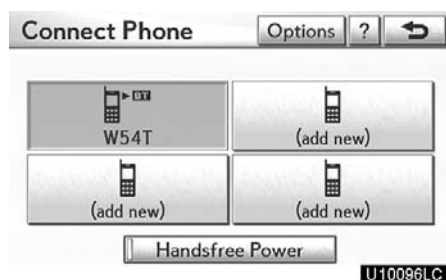 Connect Phone Options ?
BT
W54T (add new)
(add new) (add new)
Handsfree Power
U10096LC